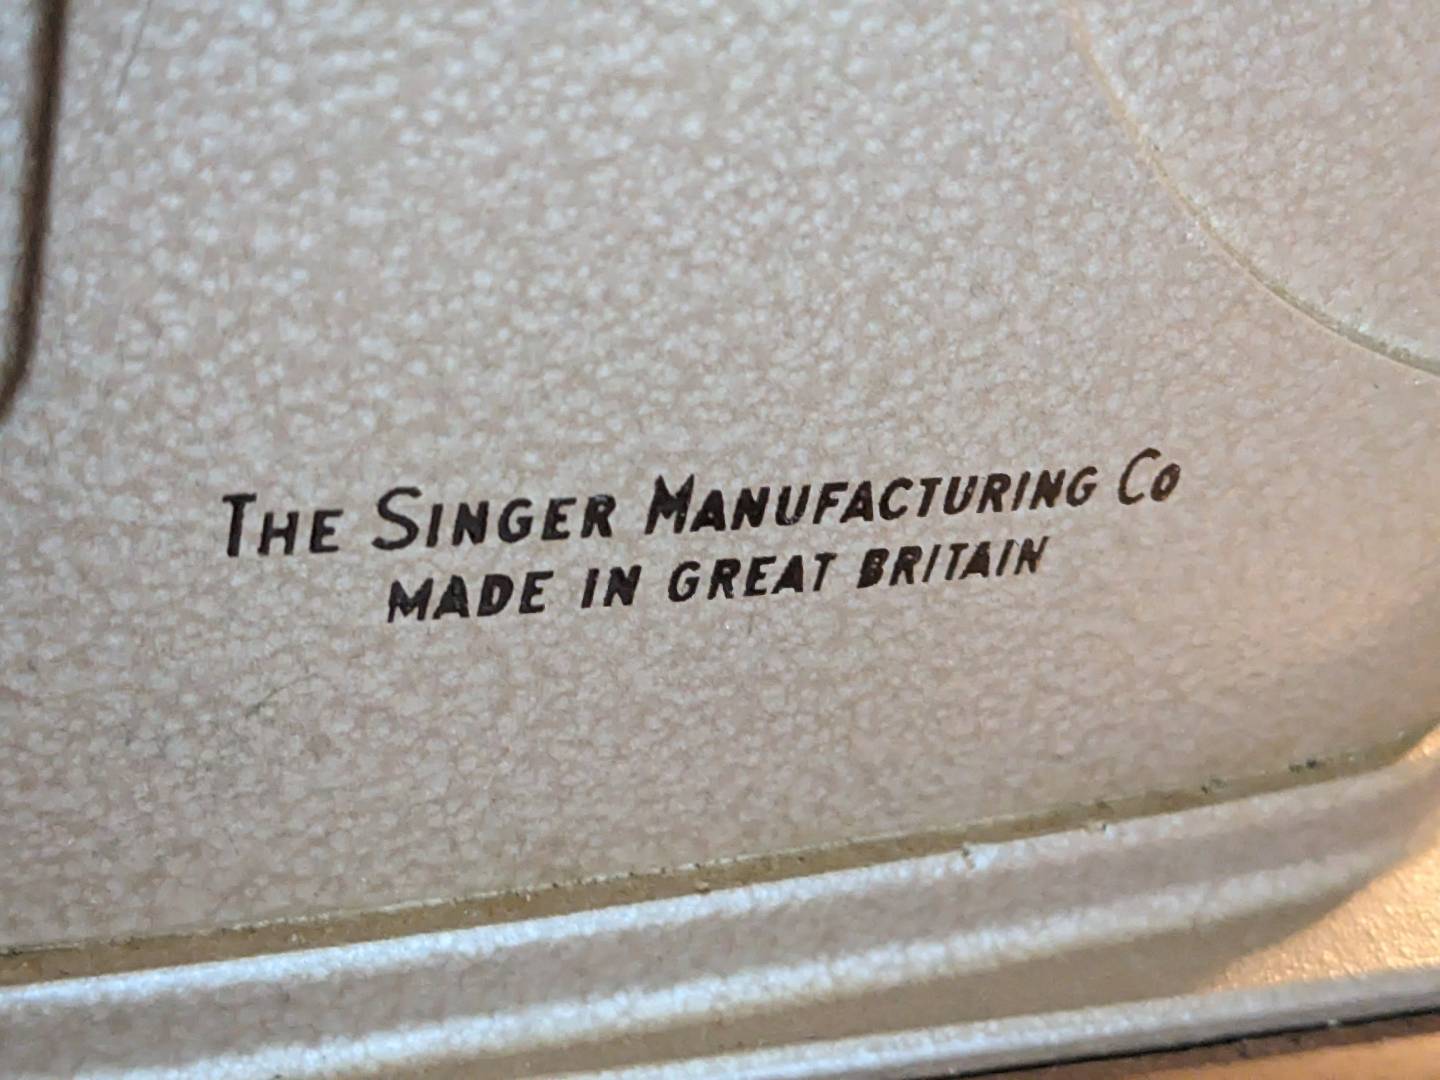 THE SINGER MANUFACTURING CO
MADE IN GREAT BRITAIN